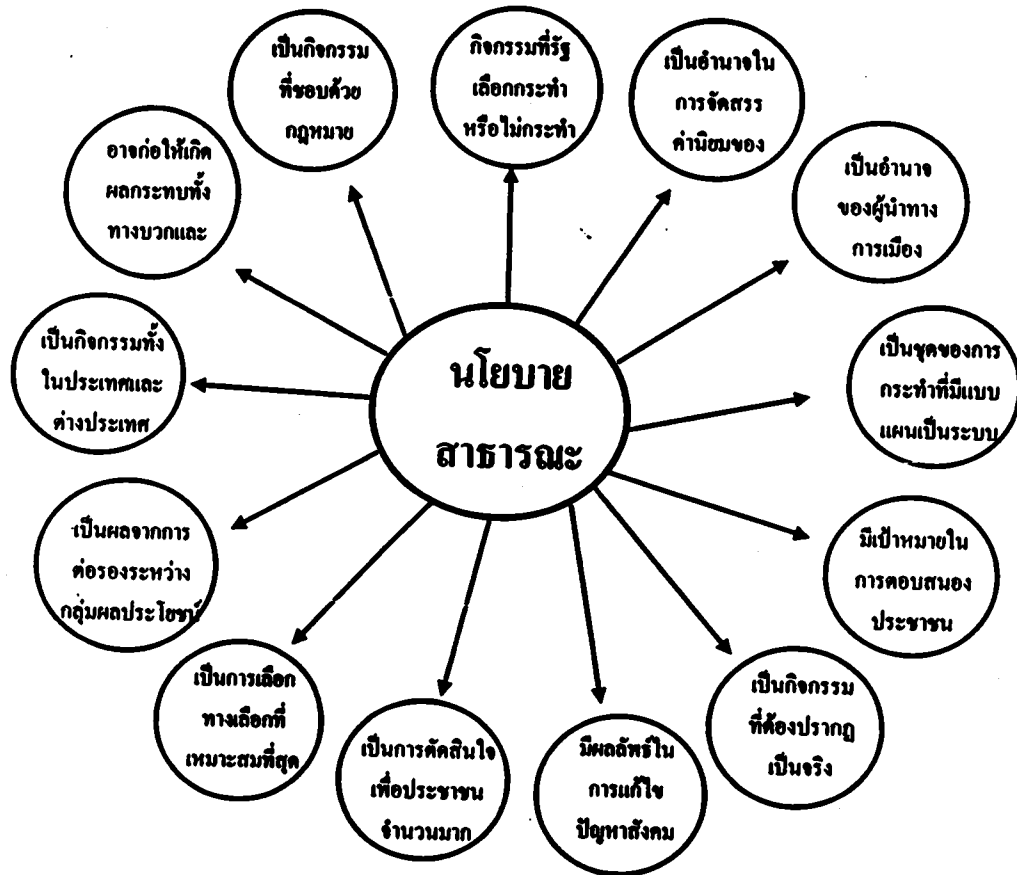 นโยบาย
สาธารณะ
กิจกรรมที่รัฐ
เลือกกระทำ
หรือไม่กระทำ
เป็นอำนาจใน
การจัดสรร
ค่านิยมของ
เป็นอำนาจ
ของผู้นำทาง
การเมือง
เป็นชุดของการ
กระทำที่มีแบบ
แผนเป็นระบบ
มีเป้าหมายใน
การตอบสนอง
ประชาชน
เป็นกิจกรรม
ที่ต้องปรากฏ
เป็นจริง
มีผลลัพธ์ใน
การแก้ไข
ปัญหาสังคม
เป็นการตัดสินใจ
เพื่อประชาชน
จำนวนมาก
เป็นการเลือก
ทางเลือกที่
เหมาะสมที่สุด
เป็นผลจากการ
ต่อรองระหว่าง
กลุ่มผลประโยชน์
เป็นกิจกรรมทั้ง
ในประเทศและ
ต่างประเทศ
อาจก่อให้เกิด
ผลกระทบทั้ง
ทางบวกและ
เป็นกิจกรรม
ที่ชอบด้วย
กฎหมาย